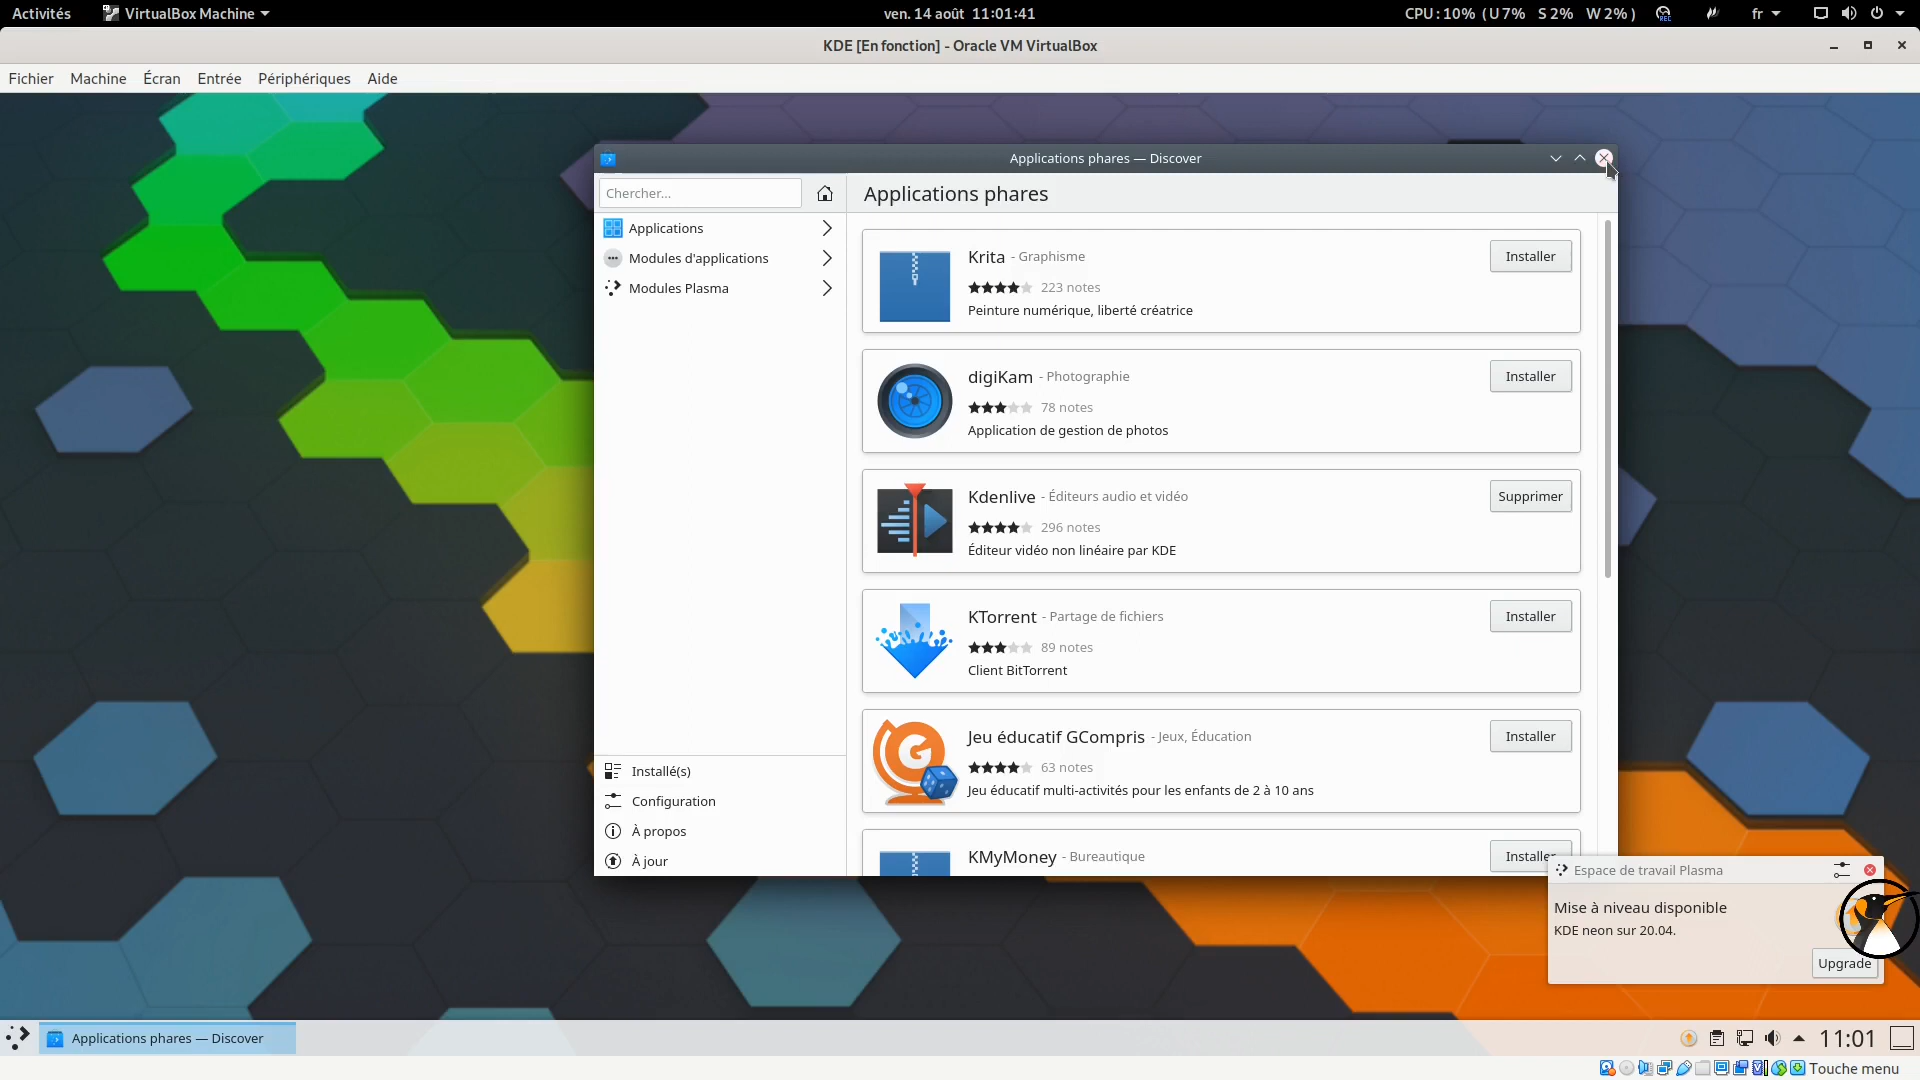 Activités
VirtualBox Machine
ven. 14 août 11:01:41
CPU : 10% ( U 7% S 2% W 2% )
REC
fr
KDE [En fonction] - Oracle VM VirtualBox
Fichier Machine Écran Entrée Périphériques Aide
Applications phares — Discover
Chercher...
Applications
Modules d'applications
Modules Plasma
Installé(s)
Configuration
À propos
À jour
Applications phares
Krita - Graphisme
223 notes
Peinture numérique, liberté créatrice
Installer
digiKam - Photographie
78 notes
Application de gestion de photos
Installer
Kdenlive - Éditeurs audio et vidéo
296 notes
Éditeur vidéo non linéaire par KDE
Supprimer
KTorrent - Partage de fichiers
89 notes
Client BitTorrent
Installer
G
Jeu éducatif GCompris - Jeux, Éducation
63 notes
Jeu éducatif multi-activités pour les enfants de 2 à 10 ans
Installer
KMyMoney - Bureautique
Installer
Espace de travail Plasma
Mise à niveau disponible
KDE neon sur 20.04.
Upgrade
Applications phares — Discover
11:01
Touche menu